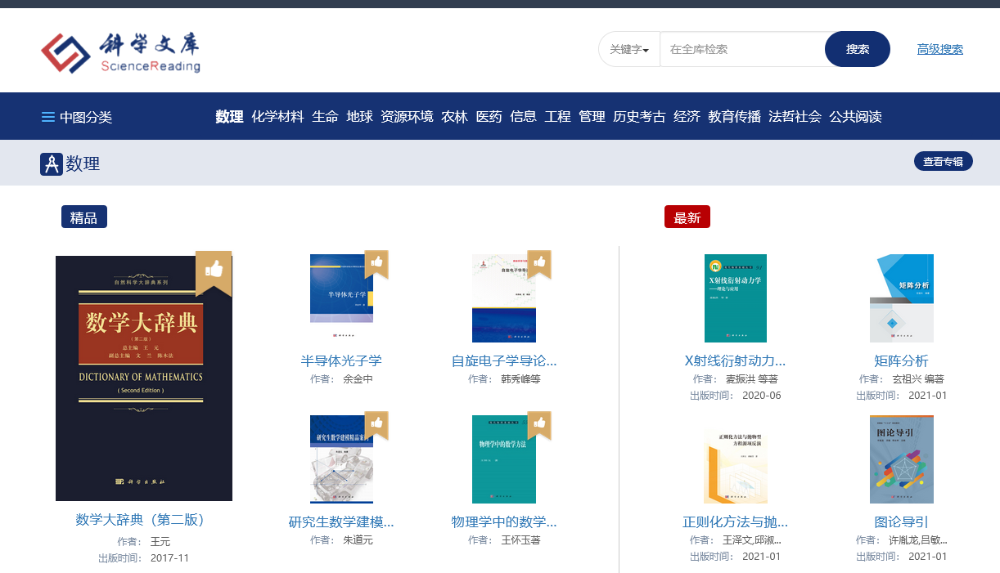 科学文库
ScienceReading
关键字
在全库检索
搜索
高级搜索
中图分类
数理 化学材料 生命 地球 资源环境 农林 医药 信息 工程 管理 历史考古 经济 教育传播 法哲社会 公共阅读
数理
查看专辑
精品
最新
自然科学大辞典系列
数学大辞典
(第二版)
总主编 王 元
副总主编 文 兰 陈木法
DICTIONARY OF MATHEMATICS
( Second Edition )
科学出版社
数学大辞典（第二版）
作者： 王元
出版时间： 2017-11
半导体光子学
半导体光子学
作者： 余金中
自旋电子学导论...
作者： 韩秀峰等
研究生数学建模精品案例
研究生数学建模...
作者： 朱道元
物理学中的数学方法
物理学中的数学...
作者： 王怀玉著
X射线衍射动力学
——理论与应用
X射线衍射动力...
作者： 麦振洪 等著
出版时间： 2020-06
矩阵分析
矩阵分析
作者： 玄祖兴 编著
出版时间： 2021-01
正则化方法与抛物型
方程源项反演
正则化方法与抛...
作者： 王泽文,邱淑...
出版时间： 2021-01
图论导引
图论导引
作者： 许胤龙,吕敏...
出版时间： 2021-01